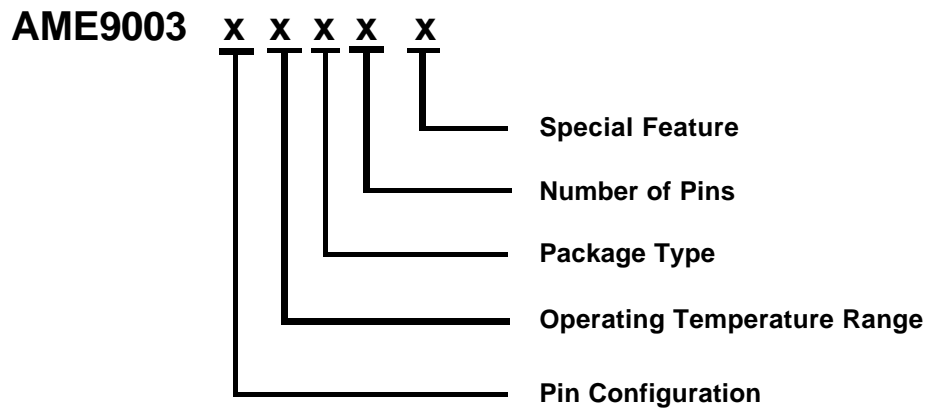 AME9003 x x x x x
Special Feature
Number of Pins
Package Type
Operating Temperature Range
Pin Configuration